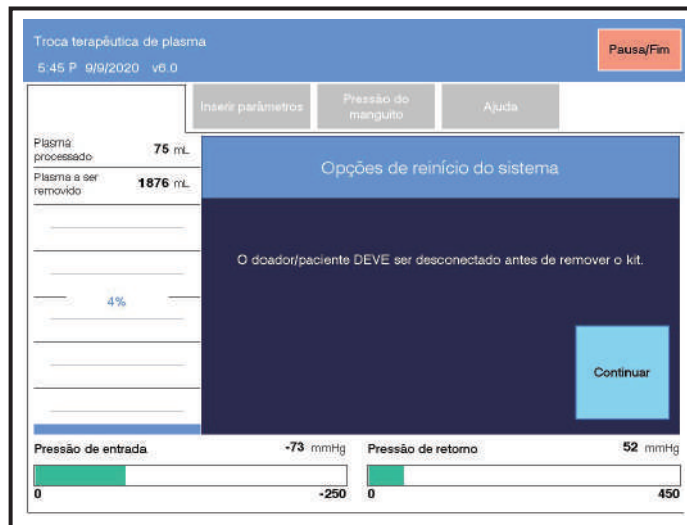 Troca terapêutica de plasma
Pausa/Fim
5:45 P 9/9/2020 v6.0
Inserir parâmetros
Pressão do
manguito
Ajuda
Plasma
processado
75 mL
Plasma a ser
removido
1876 mL
Opções de reinício do sistema
O doador/paciente DEVE ser desconectado antes de remover o kit.
4%
Continuar
Pressão de entrada
-73 mmHg
Pressão de retorno
52 mmHg
0
-250
0
450